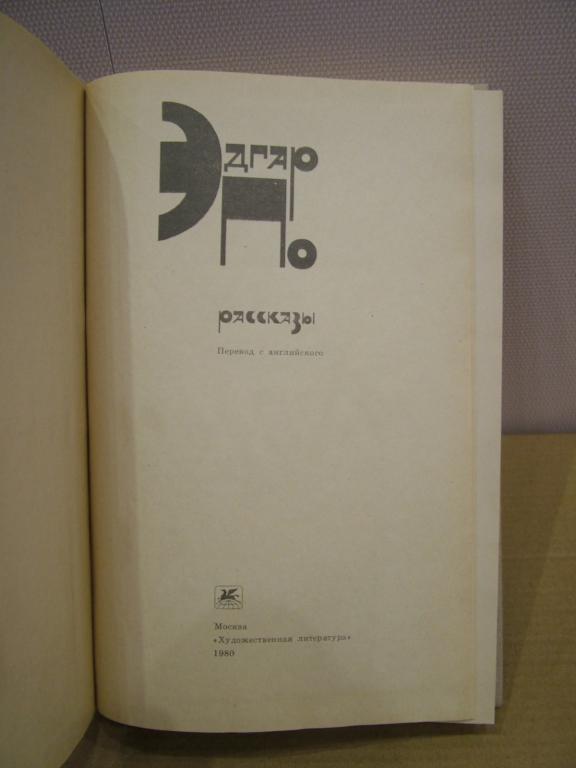 Эдгар
По
рассказы
Перевод с английского
Москва
«Художественная литература»
1980